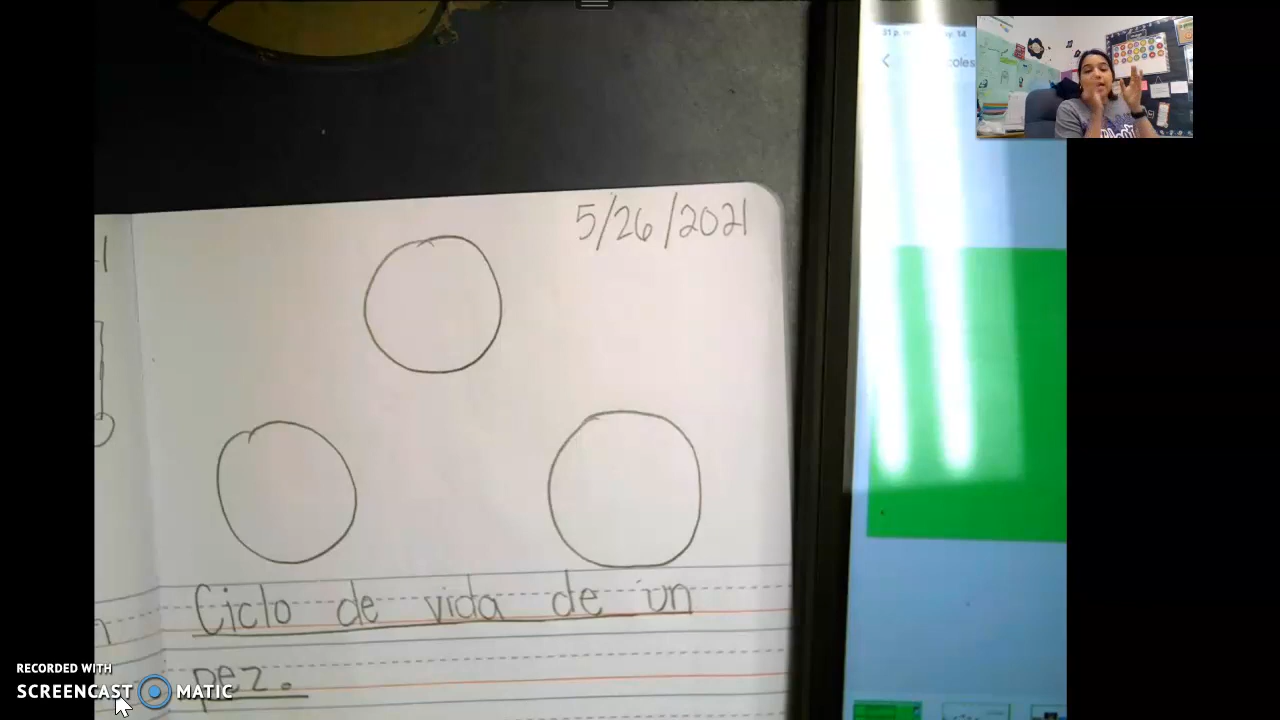 5/26/2021
Ciclo de vida de un
pez.
RECORDED WITH
SCREENCAST MATIC